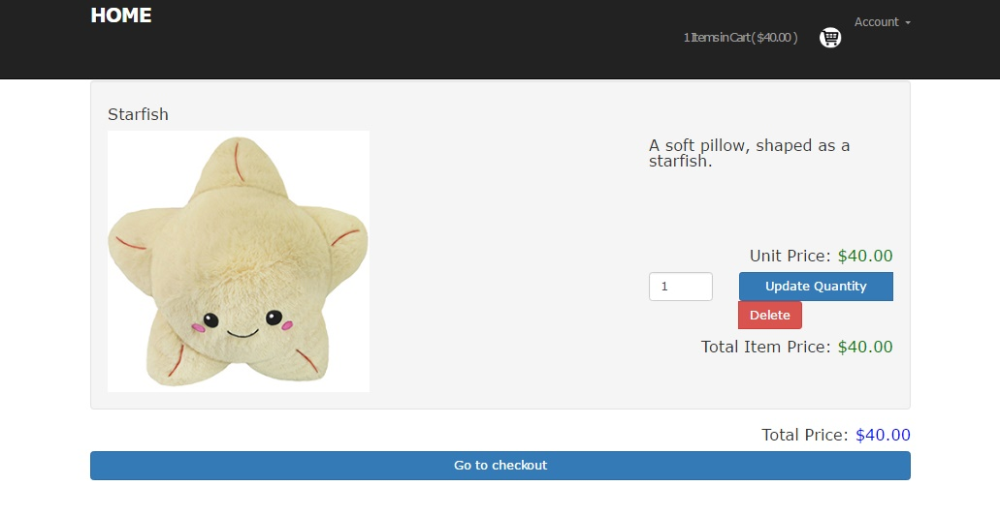 HOME
1 Items in Cart ( $40.00 )
Account
Starfish
A soft pillow, shaped as a
starfish.
Unit Price: $40.00
1
Update Quantity
Delete
Total Item Price: $40.00
Total Price: $40.00
Go to checkout